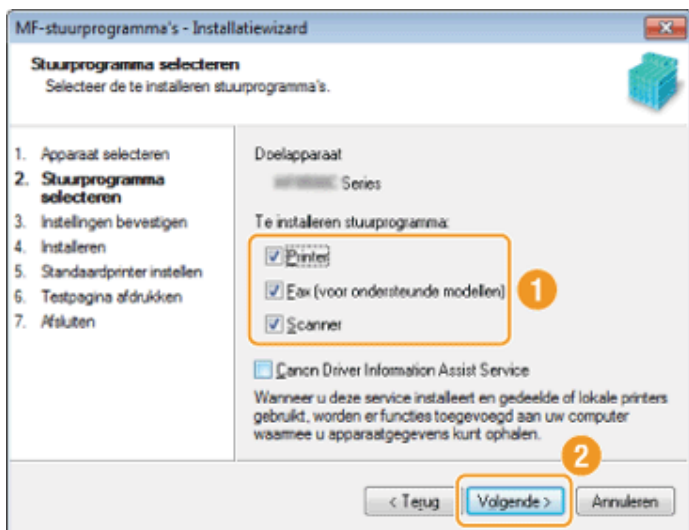 MF-stuurprogramma's - Installatiewizard
Stuurprogramma selecteren
Selecteer de te installeren stuurprogramma's.
1. Apparaat selecteren
2. Stuurprogramma
selecteren
3. Instellingen bevestigen
4. Installeren
5. Standaardprinter instellen
6. Testpagina afdrukken
7. Afsluiten
Doelapparaat
Series
Te installeren stuurprogramma:
Printer
Fax (voor ondersteunde modellen)
Scanner
1
Canon Driver Information Assist Service
Wanneer u deze service installeert en gedeelde of lokale printers
gebruikt, worden er functies toegevoegd aan uw computer
waarmee u apparaatgegevens kunt ophalen.
2
< Terug
Volgende >
Annuleren